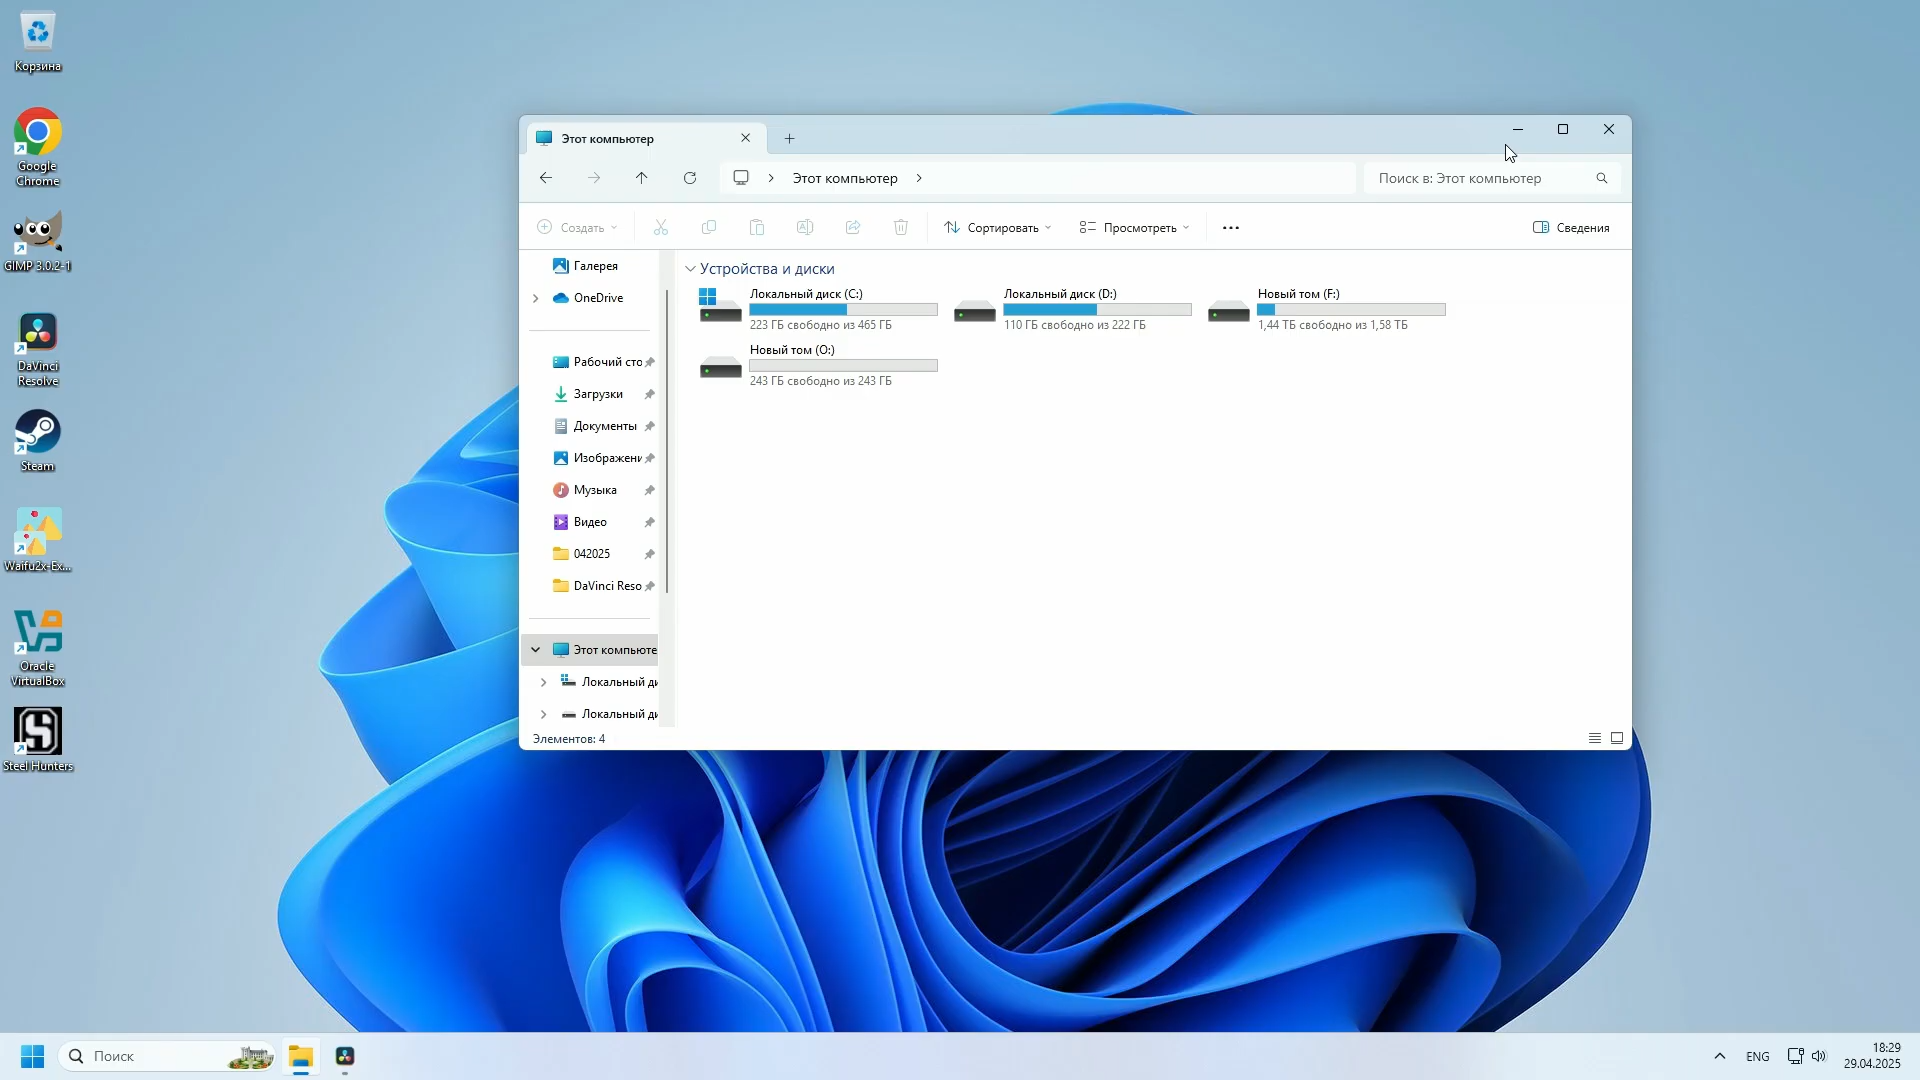 Корзина
Google
Chrome
GIMP 3.0.2-1
DaVinci
Resolve
Steam
Waifu2x-Ex...
Oracle
VirtualBox
Steel Hunters
Этот компьютер
Этот компьютер
Поиск в: Этот компьютер
Создать
Сортировать
Просмотреть
Сведения
Галерея
OneDrive
Рабочий сто
Загрузки
Документы
Изображени
Музыка
Видео
042025
DaVinci Reso
Этот компьюте
Локальный ди
Локальный ди
Устройства и диски
Локальный диск (C:)
223 ГБ свободно из 465 ГБ
Локальный диск (D:)
110 ГБ свободно из 222 ГБ
Новый том (F:)
1,44 ТБ свободно из 1,58 ТБ
Новый том (O:)
243 ГБ свободно из 243 ГБ
Элементов: 4
Поиск
ENG
18:29
29.04.2025